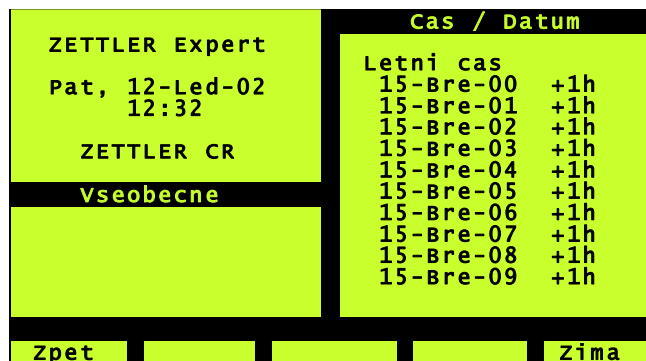 ZETTLER Expert
Pat, 12-Led-02
12:32
ZETTLER CR
Vseobecne
Cas / Datum
Letni cas
15-Bre-00 +1h
15-Bre-01 +1h
15-Bre-02 +1h
15-Bre-03 +1h
15-Bre-04 +1h
15-Bre-05 +1h
15-Bre-06 +1h
15-Bre-07 +1h
15-Bre-08 +1h
15-Bre-09 +1h
Zpet
Zima